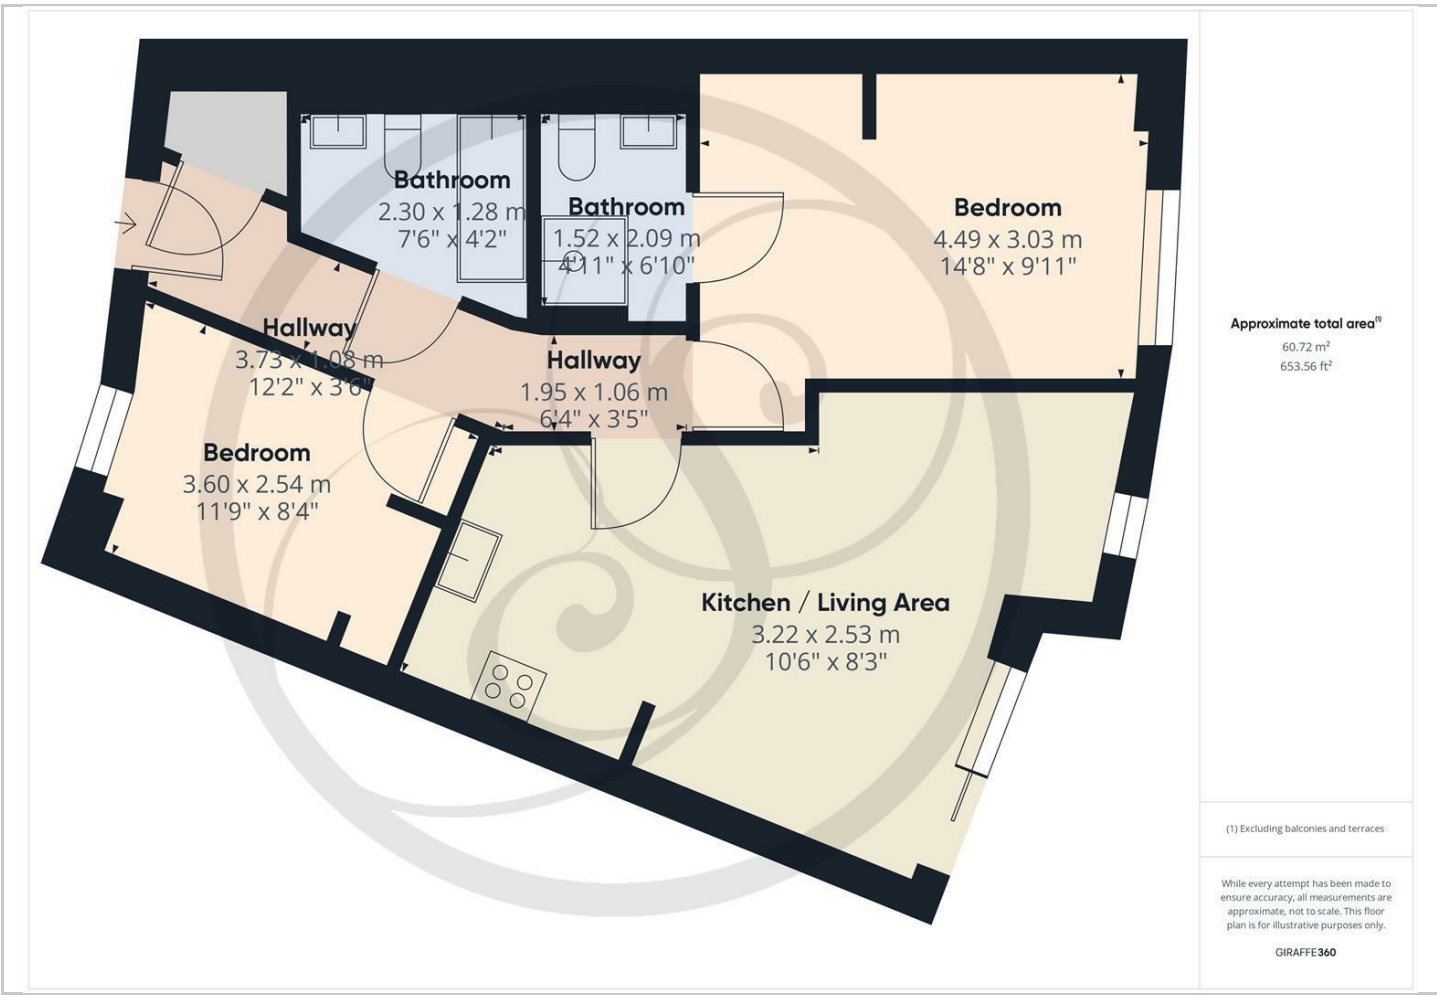 Bathroom
2.30 x 1.28 m
7'6" x 4'2"
Bathroom
1.52 x 2.09 m
4'11" x 6'10"
Bedroom
4.49 x 3.03 m
14'8" x 9'11"
Hallway
3.73 x 1.08 m
12'2" x 3'6"
Hallway
1.95 x 1.06 m
6'4" x 3'5"
Bedroom
3.60 x 2.54 m
11'9" x 8'4"
Kitchen / Living Area
3.22 x 2.53 m
10'6" x 8'3"
Approximate total area(1)
60.72 m²
653.56 ft²
(1) Excluding balconies and terraces
While every attempt has been made to
ensure accuracy, all measurements are
approximate, not to scale. This floor
plan is for illustrative purposes only.
GIRAFFE360